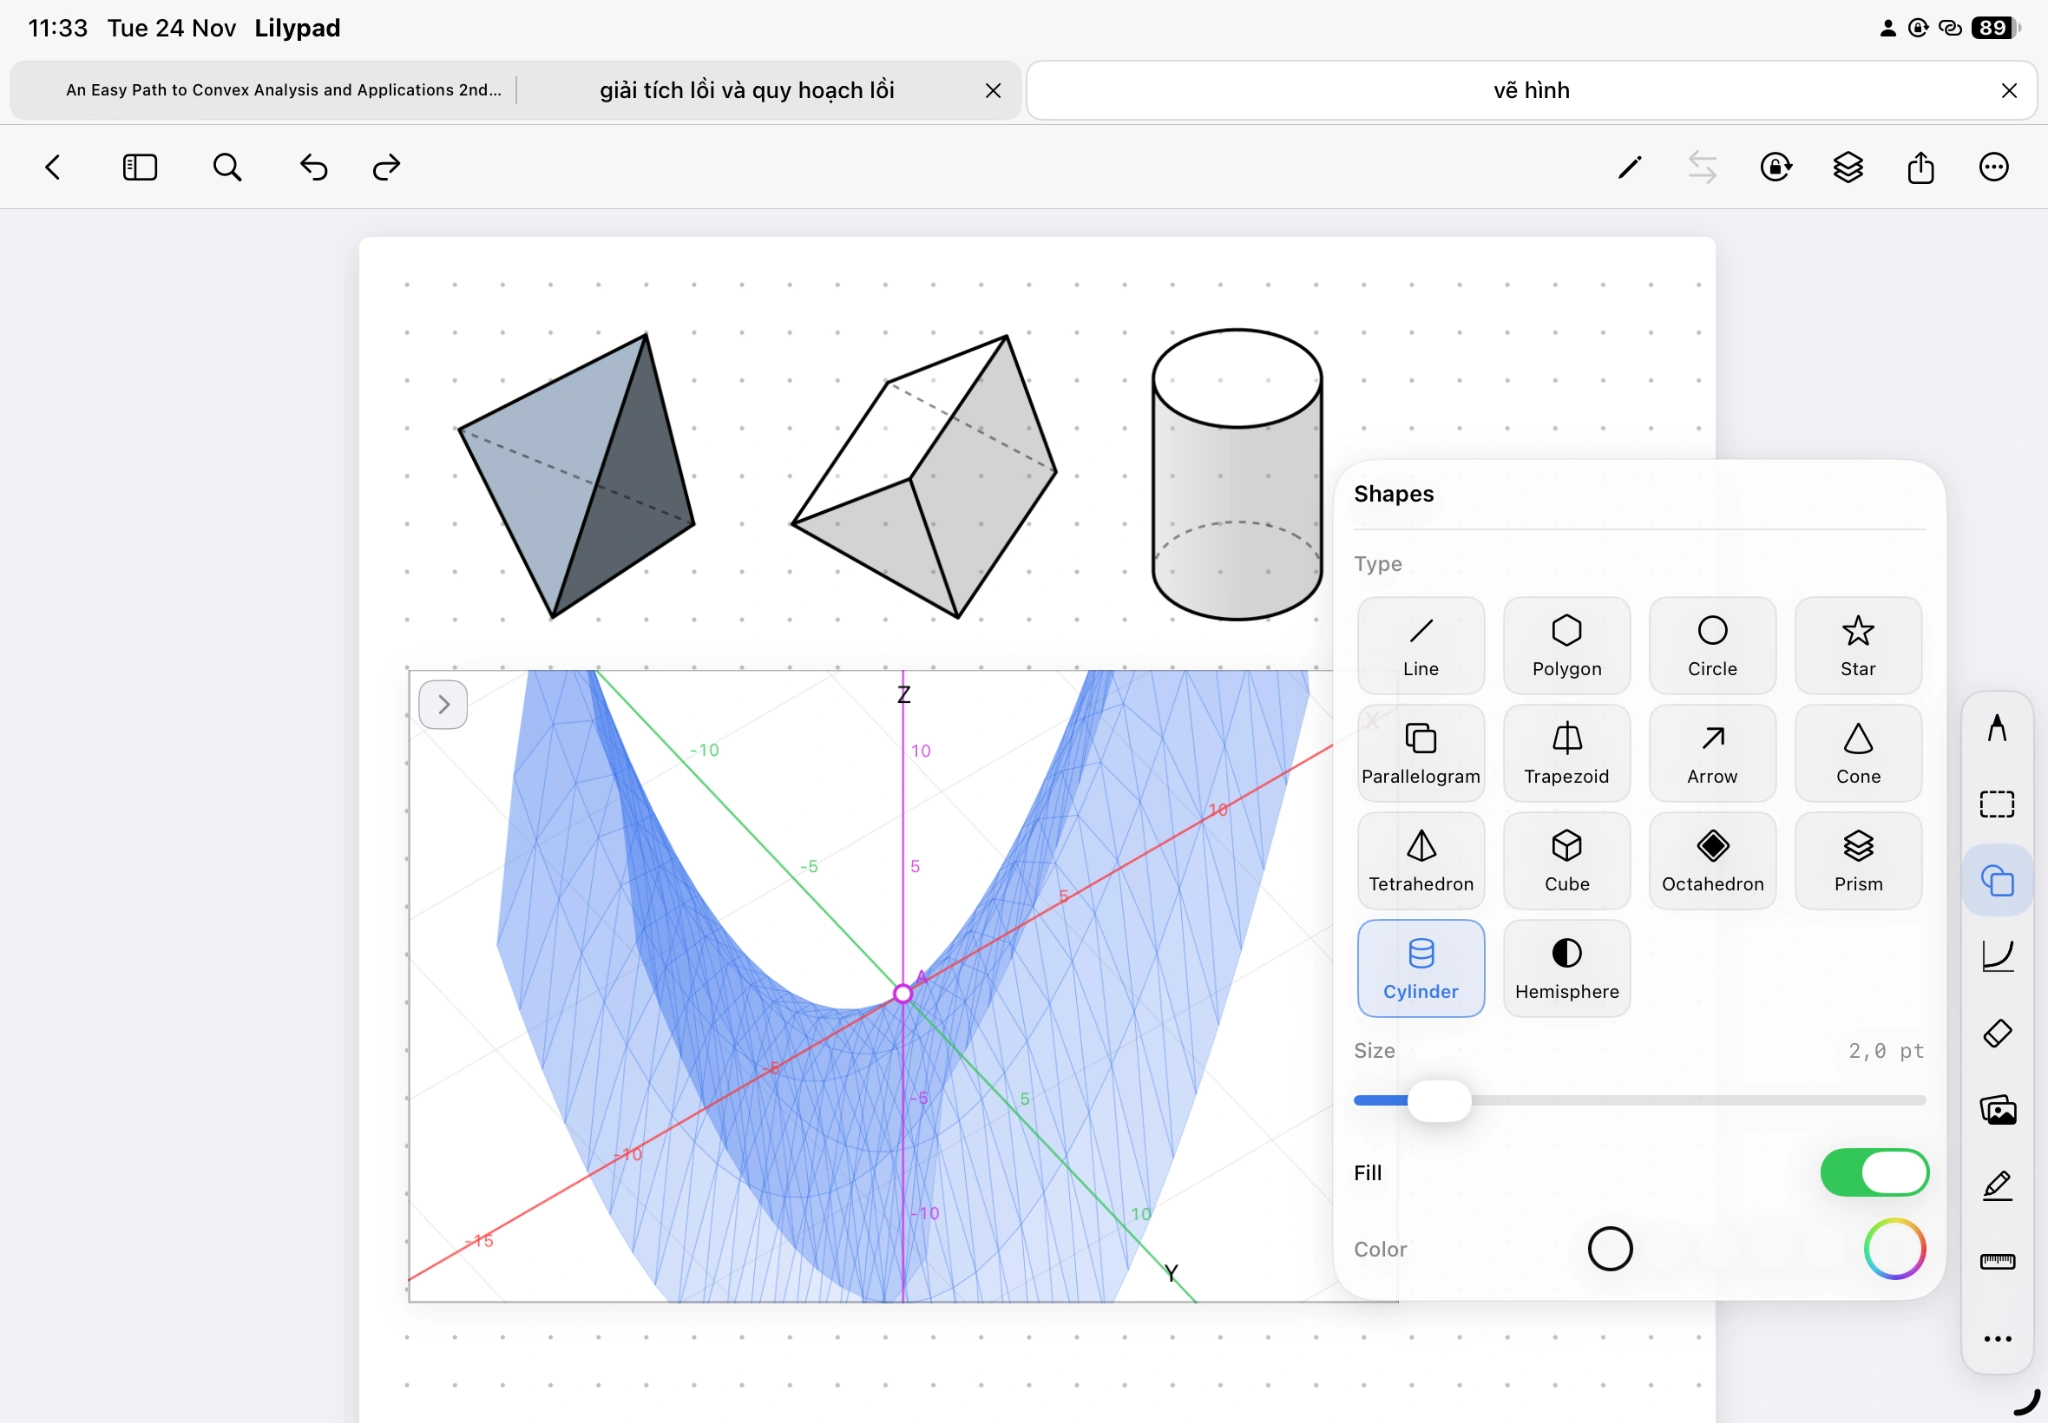 11:33 Tue 24 Nov Lilypad
89
An Easy Path to Convex Analysis and Applications 2nd...
giải tích lồi và quy hoạch lồi
vẽ hình
Shapes
Type
Line
Polygon
Circle
Star
Parallelogram
Trapezoid
Arrow
Cone
Tetrahedron
Cube
Octahedron
Prism
Cylinder
Hemisphere
Size
2,0 pt
Fill
Color
Z
X
-10
10
10
-5
5
5
A
-5
-5
5
-10
-10
10
-15
Y